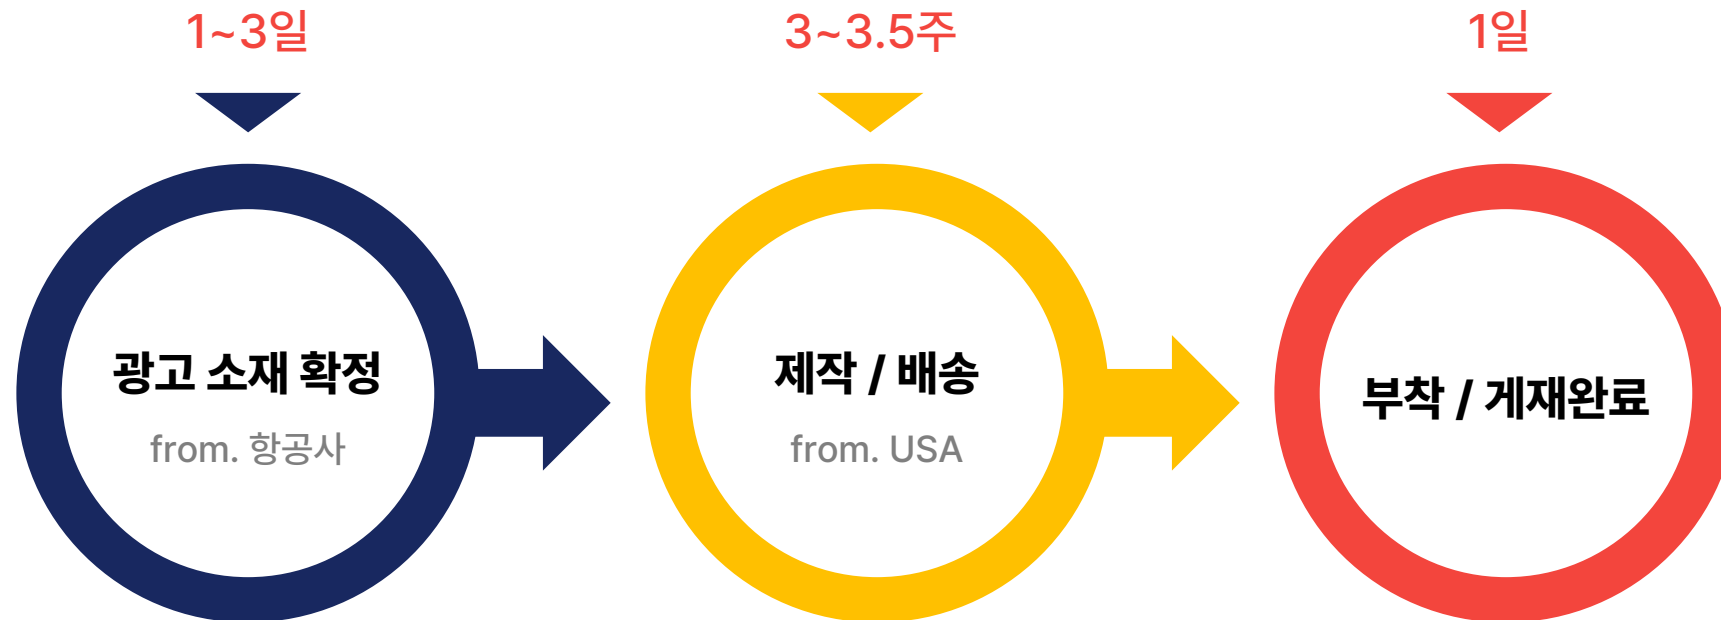 1~3일
3~3.5주
1일
광고 소재 확정
from. 항공사
제작 / 배송
from. USA
부착 / 게재완료